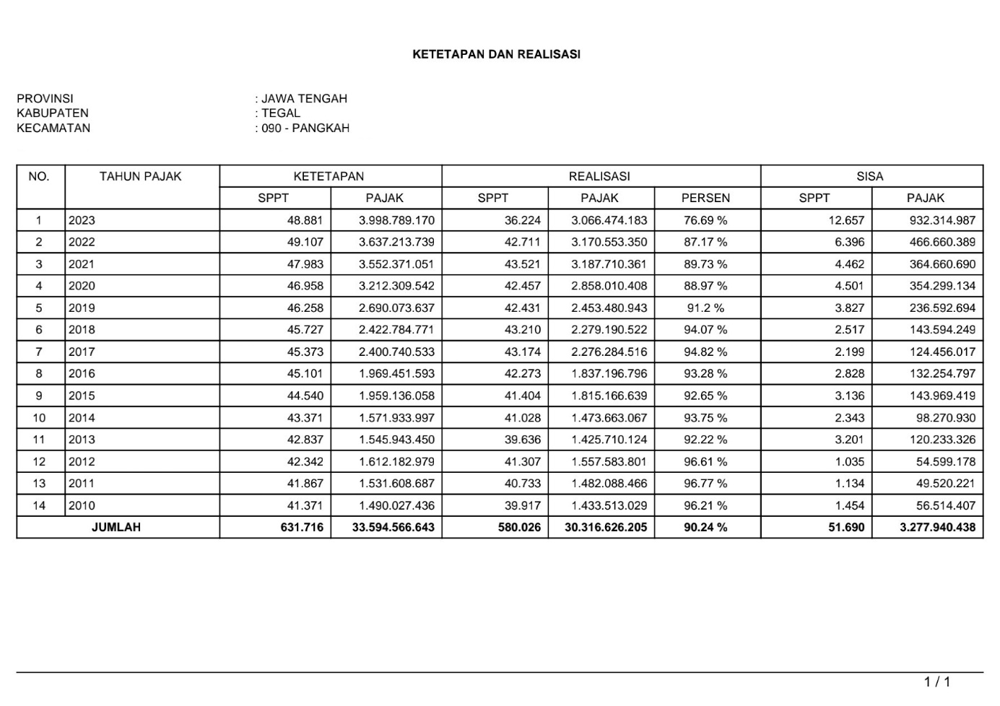 KETETAPAN DAN REALISASI
PROVINSI : JAWA TENGAH
KABUPATEN : TEGAL
KECAMATAN : 090 - PANGKAH
NO. TAHUN PAJAK KETETAPAN REALISASI SISA
SPPT PAJAK SPPT PAJAK PERSEN SPPT PAJAK
1 2023 48.881 3.998.789.170 36.224 3.066.474.183 76.69 % 12.657 932.314.987
2 2022 49.107 3.637.213.739 42.711 3.170.553.350 87.17 % 6.396 466.660.389
3 2021 47.983 3.552.371.051 43.521 3.187.710.361 89.73 % 4.462 364.660.690
4 2020 46.958 3.212.309.542 42.457 2.858.010.408 88.97 % 4.501 354.299.134
5 2019 46.258 2.690.073.637 42.431 2.453.480.943 91.2 % 3.827 236.592.694
6 2018 45.727 2.422.784.771 43.210 2.279.190.522 94.07 % 2.517 143.594.249
7 2017 45.373 2.400.740.533 43.174 2.276.284.516 94.82 % 2.199 124.456.017
8 2016 45.101 1.969.451.593 42.273 1.837.196.796 93.28 % 2.828 132.254.797
9 2015 44.540 1.959.136.058 41.404 1.815.166.639 92.65 % 3.136 143.969.419
10 2014 43.371 1.571.933.997 41.028 1.473.663.067 93.75 % 2.343 98.270.930
11 2013 42.837 1.545.943.450 39.636 1.425.710.124 92.22 % 3.201 120.233.326
12 2012 42.342 1.612.182.979 41.307 1.557.583.801 96.61 % 1.035 54.599.178
13 2011 41.867 1.531.608.687 40.733 1.482.088.466 96.77 % 1.134 49.520.221
14 2010 41.371 1.490.027.436 39.917 1.433.513.029 96.21 % 1.454 56.514.407
JUMLAH 631.716 33.594.566.643 580.026 30.316.626.205 90.24 % 51.690 3.277.940.438
1 / 1